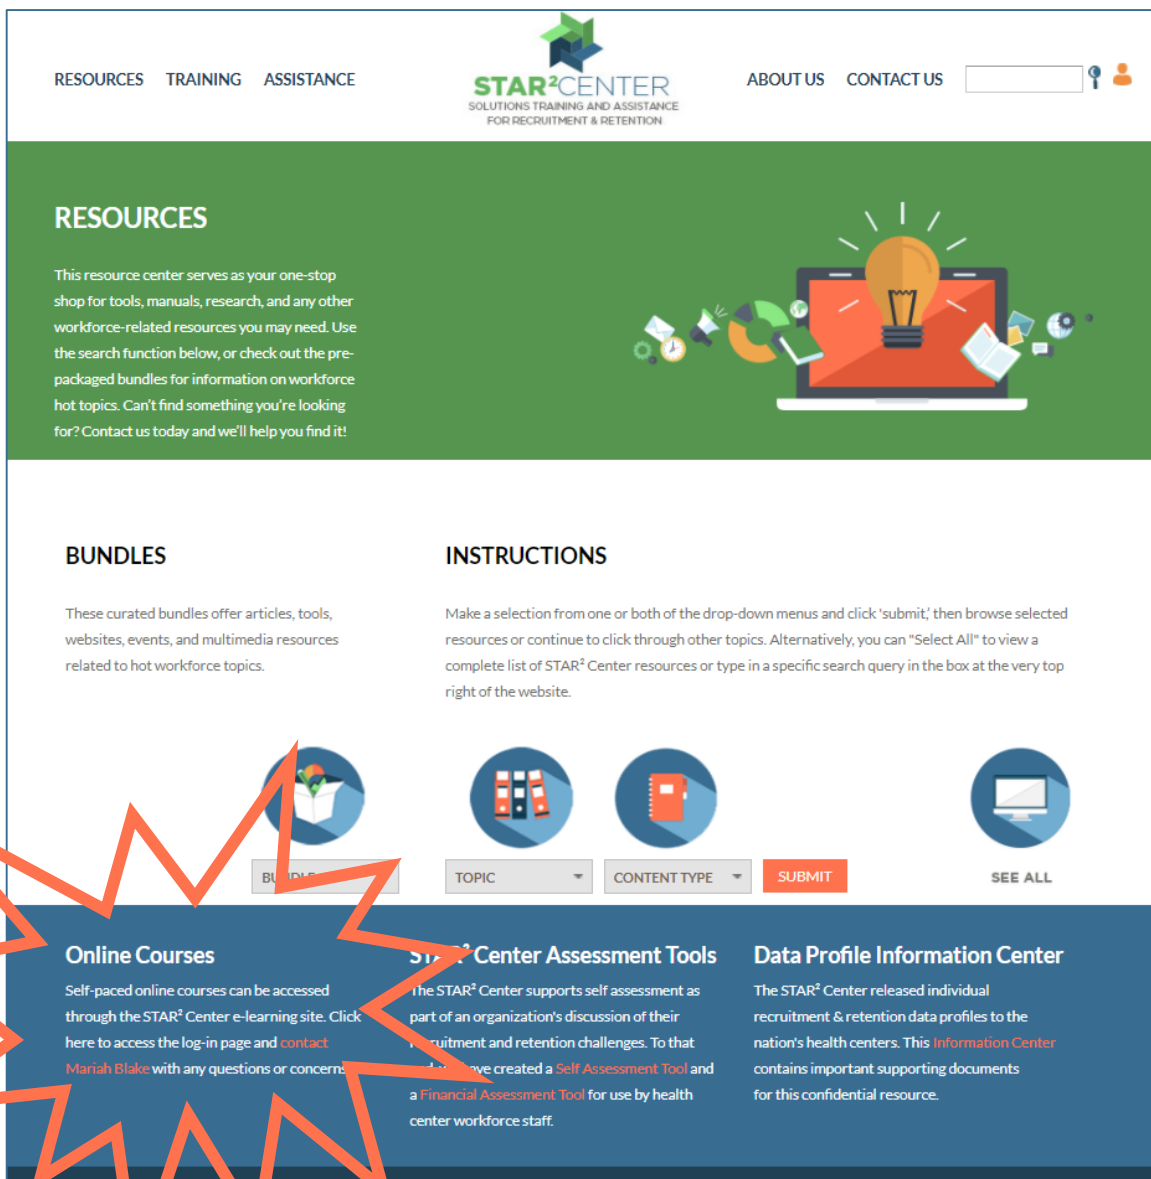 RESOURCES TRAINING ASSISTANCE
STAR²CENTER
SOLUTIONS TRAINING AND ASSISTANCE
FOR RECRUITMENT & RETENTION
ABOUT US CONTACT US
RESOURCES
This resource center serves as your one-stop
shop for tools, manuals, research, and any other
workforce-related resources you may need. Use
the search function below, or check out the pre-
packaged bundles for information on workforce
hot topics. Can't find something you're looking
for? Contact us today and we'll help you find it!
BUNDLES
These curated bundles offer articles, tools,
websites, events, and multimedia resources
related to hot workforce topics.
INSTRUCTIONS
Make a selection from one or both of the drop-down menus and click 'submit,' then browse selected
resources or continue to click through other topics. Alternatively, you can "Select All" to view a
complete list of STAR² Center resources or type in a specific search query in the box at the very top
right of the website.
BUNDLE
TOPIC
CONTENT TYPE
SUBMIT
SEE ALL
Online Courses
Self-paced online courses can be accessed
through the STAR² Center e-learning site. Click
here to access the log-in page and contact
Mariah Blake with any questions or concerns.
STAR² Center Assessment Tools
The STAR² Center supports self assessment as
part of an organization's discussion of their
recruitment and retention challenges. To that
have created a Self Assessment Tool and
a Financial Assessment Tool for use by health
center workforce staff.
Data Profile Information Center
The STAR² Center released individual
recruitment & retention data profiles to the
nation's health centers. This Information Center
contains important supporting documents
for this confidential resource.